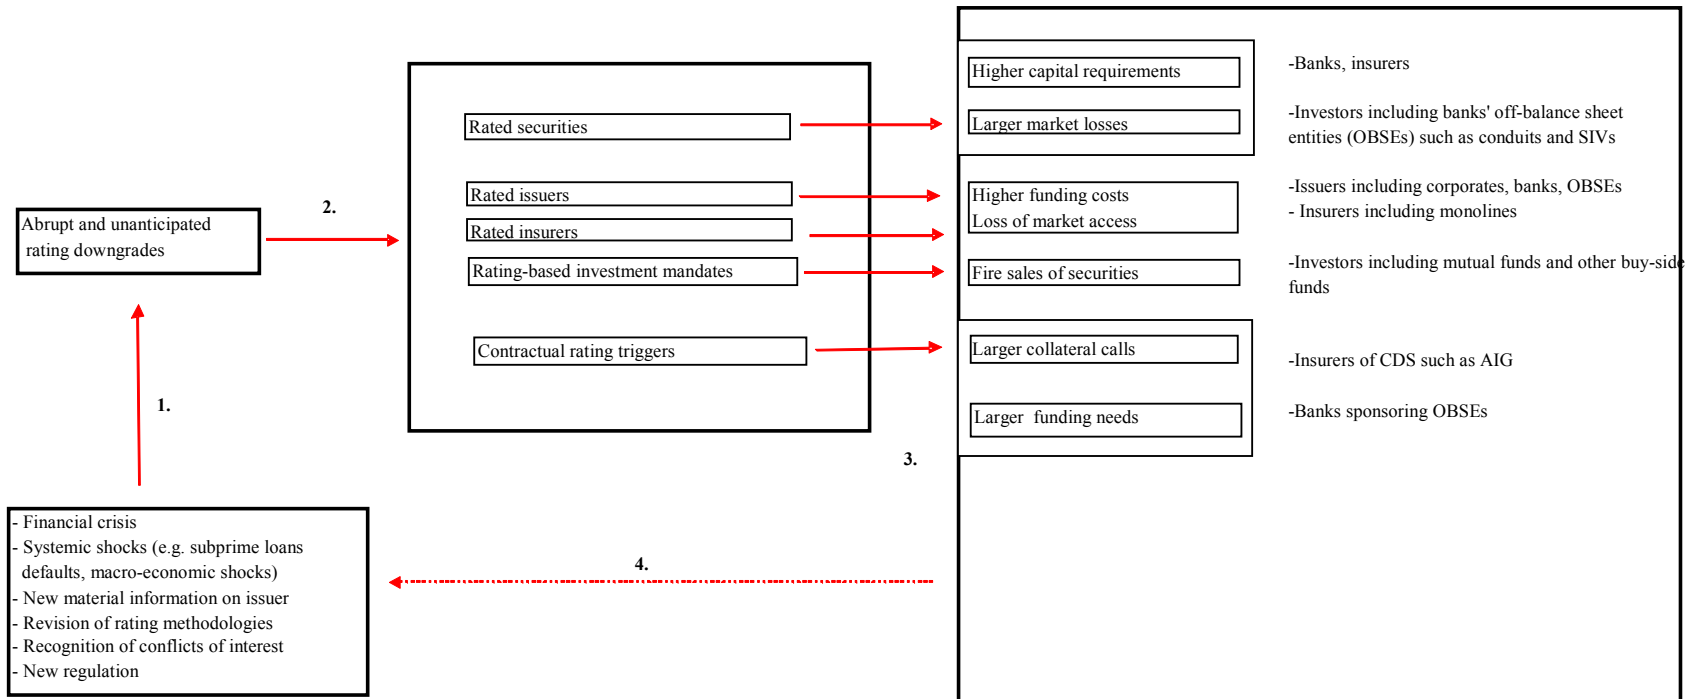 Higher capital requirements
-Banks, insurers
Rated securities
Larger market losses
-Investors including banks' off-balance sheet
entities (OBSEs) such as conduits and SIVs
Abrupt and unanticipated
rating downgrades
2.
Rated issuers
Rated insurers
Higher funding costs
Loss of market access
-Issuers including corporates, banks, OBSEs
- Insurers including monolines
Rating-based investment mandates
Fire sales of securities
-Investors including mutual funds and other buy-side
funds
Contractual rating triggers
Larger collateral calls
-Insurers of CDS such as AIG
1.
Larger  funding needs
-Banks sponsoring OBSEs
3.
- Financial crisis
- Systemic shocks (e.g. subprime loans
defaults, macro-economic shocks)
- New material information on issuer
- Revision of rating methodologies
- Recognition of conflicts of interest
- New regulation
4.